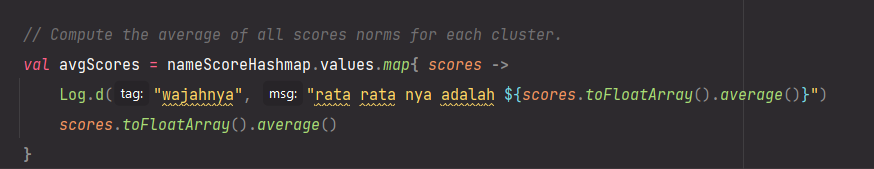 // Compute the average of all scores norms for each cluster.
val avgScores = nameScoreHashmap.values.map{ scores ->
Log.d( tag: "wajahnya", msg: "rata rata nya adalah ${scores.toFloatArray().average()}")
scores.toFloatArray().average()
}